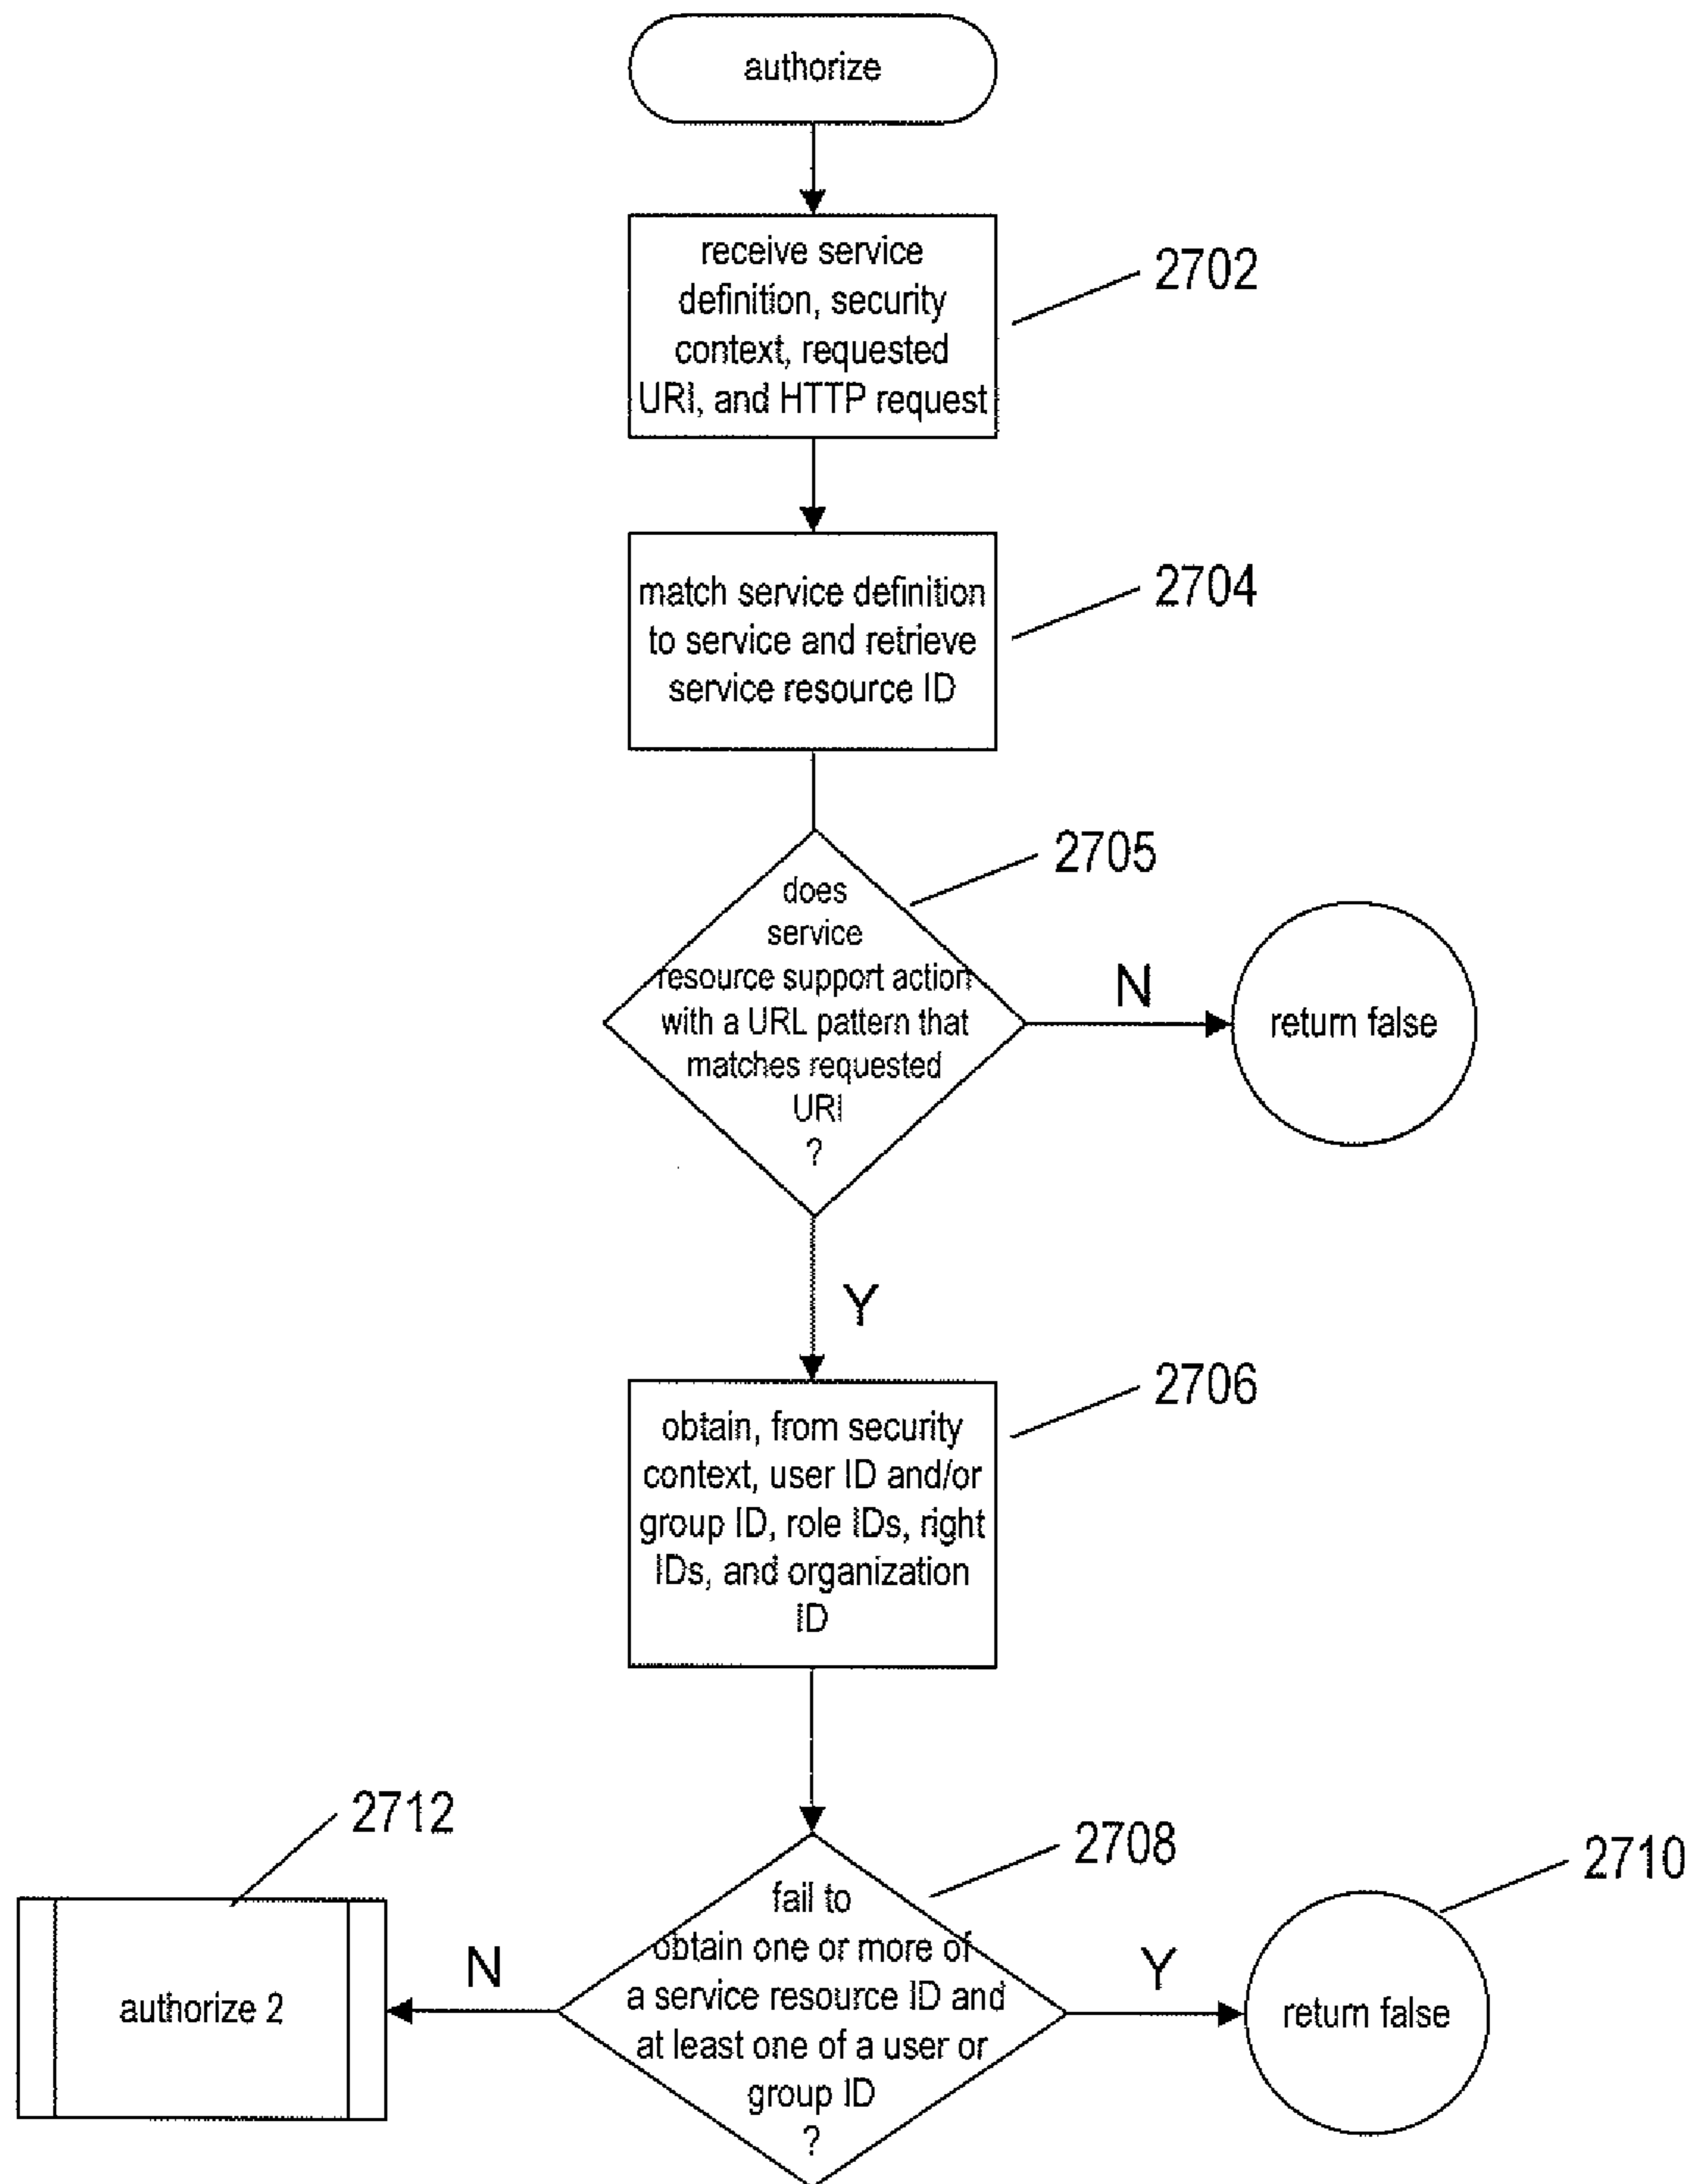 authorize
receive service
definition, security
context, requested
URI, and HTTP request
2702
match service definition
to service and retrieve
service resource ID
2704
does
service
resource support action
with a URL pattern that
matches requested
URI
?
2705
N
return false
Y
obtain, from security
context, user ID and/or
group ID, role IDs, right
IDs, and organization
ID
2706
fail to
obtain one or more of
a service resource ID and
at least one of a user or
group ID
?
2708
Y
return false
2710
N
authorize 2
2712